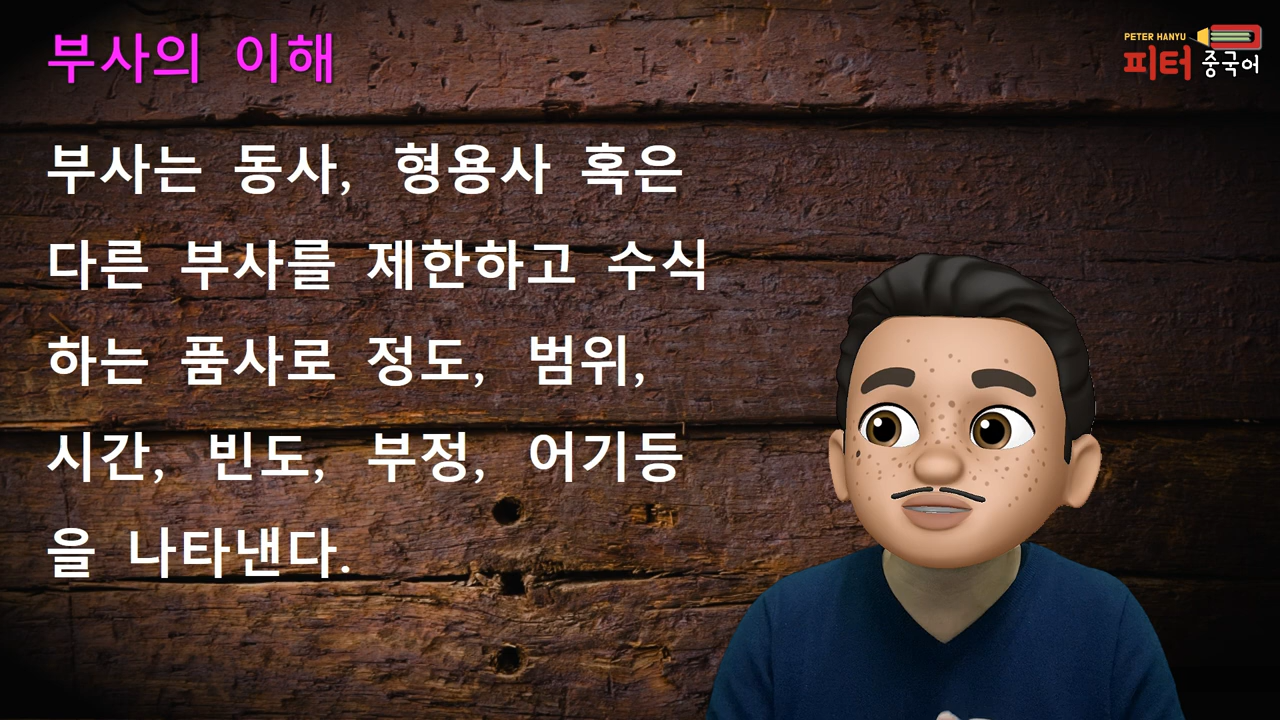 부사의 이해
PETER HANYU
피터 중국어
부사는 동사, 형용사 혹은
다른 부사를 제한하고 수식
하는 품사로 정도, 범위,
시간, 빈도, 부정, 어기등
을 나타낸다.